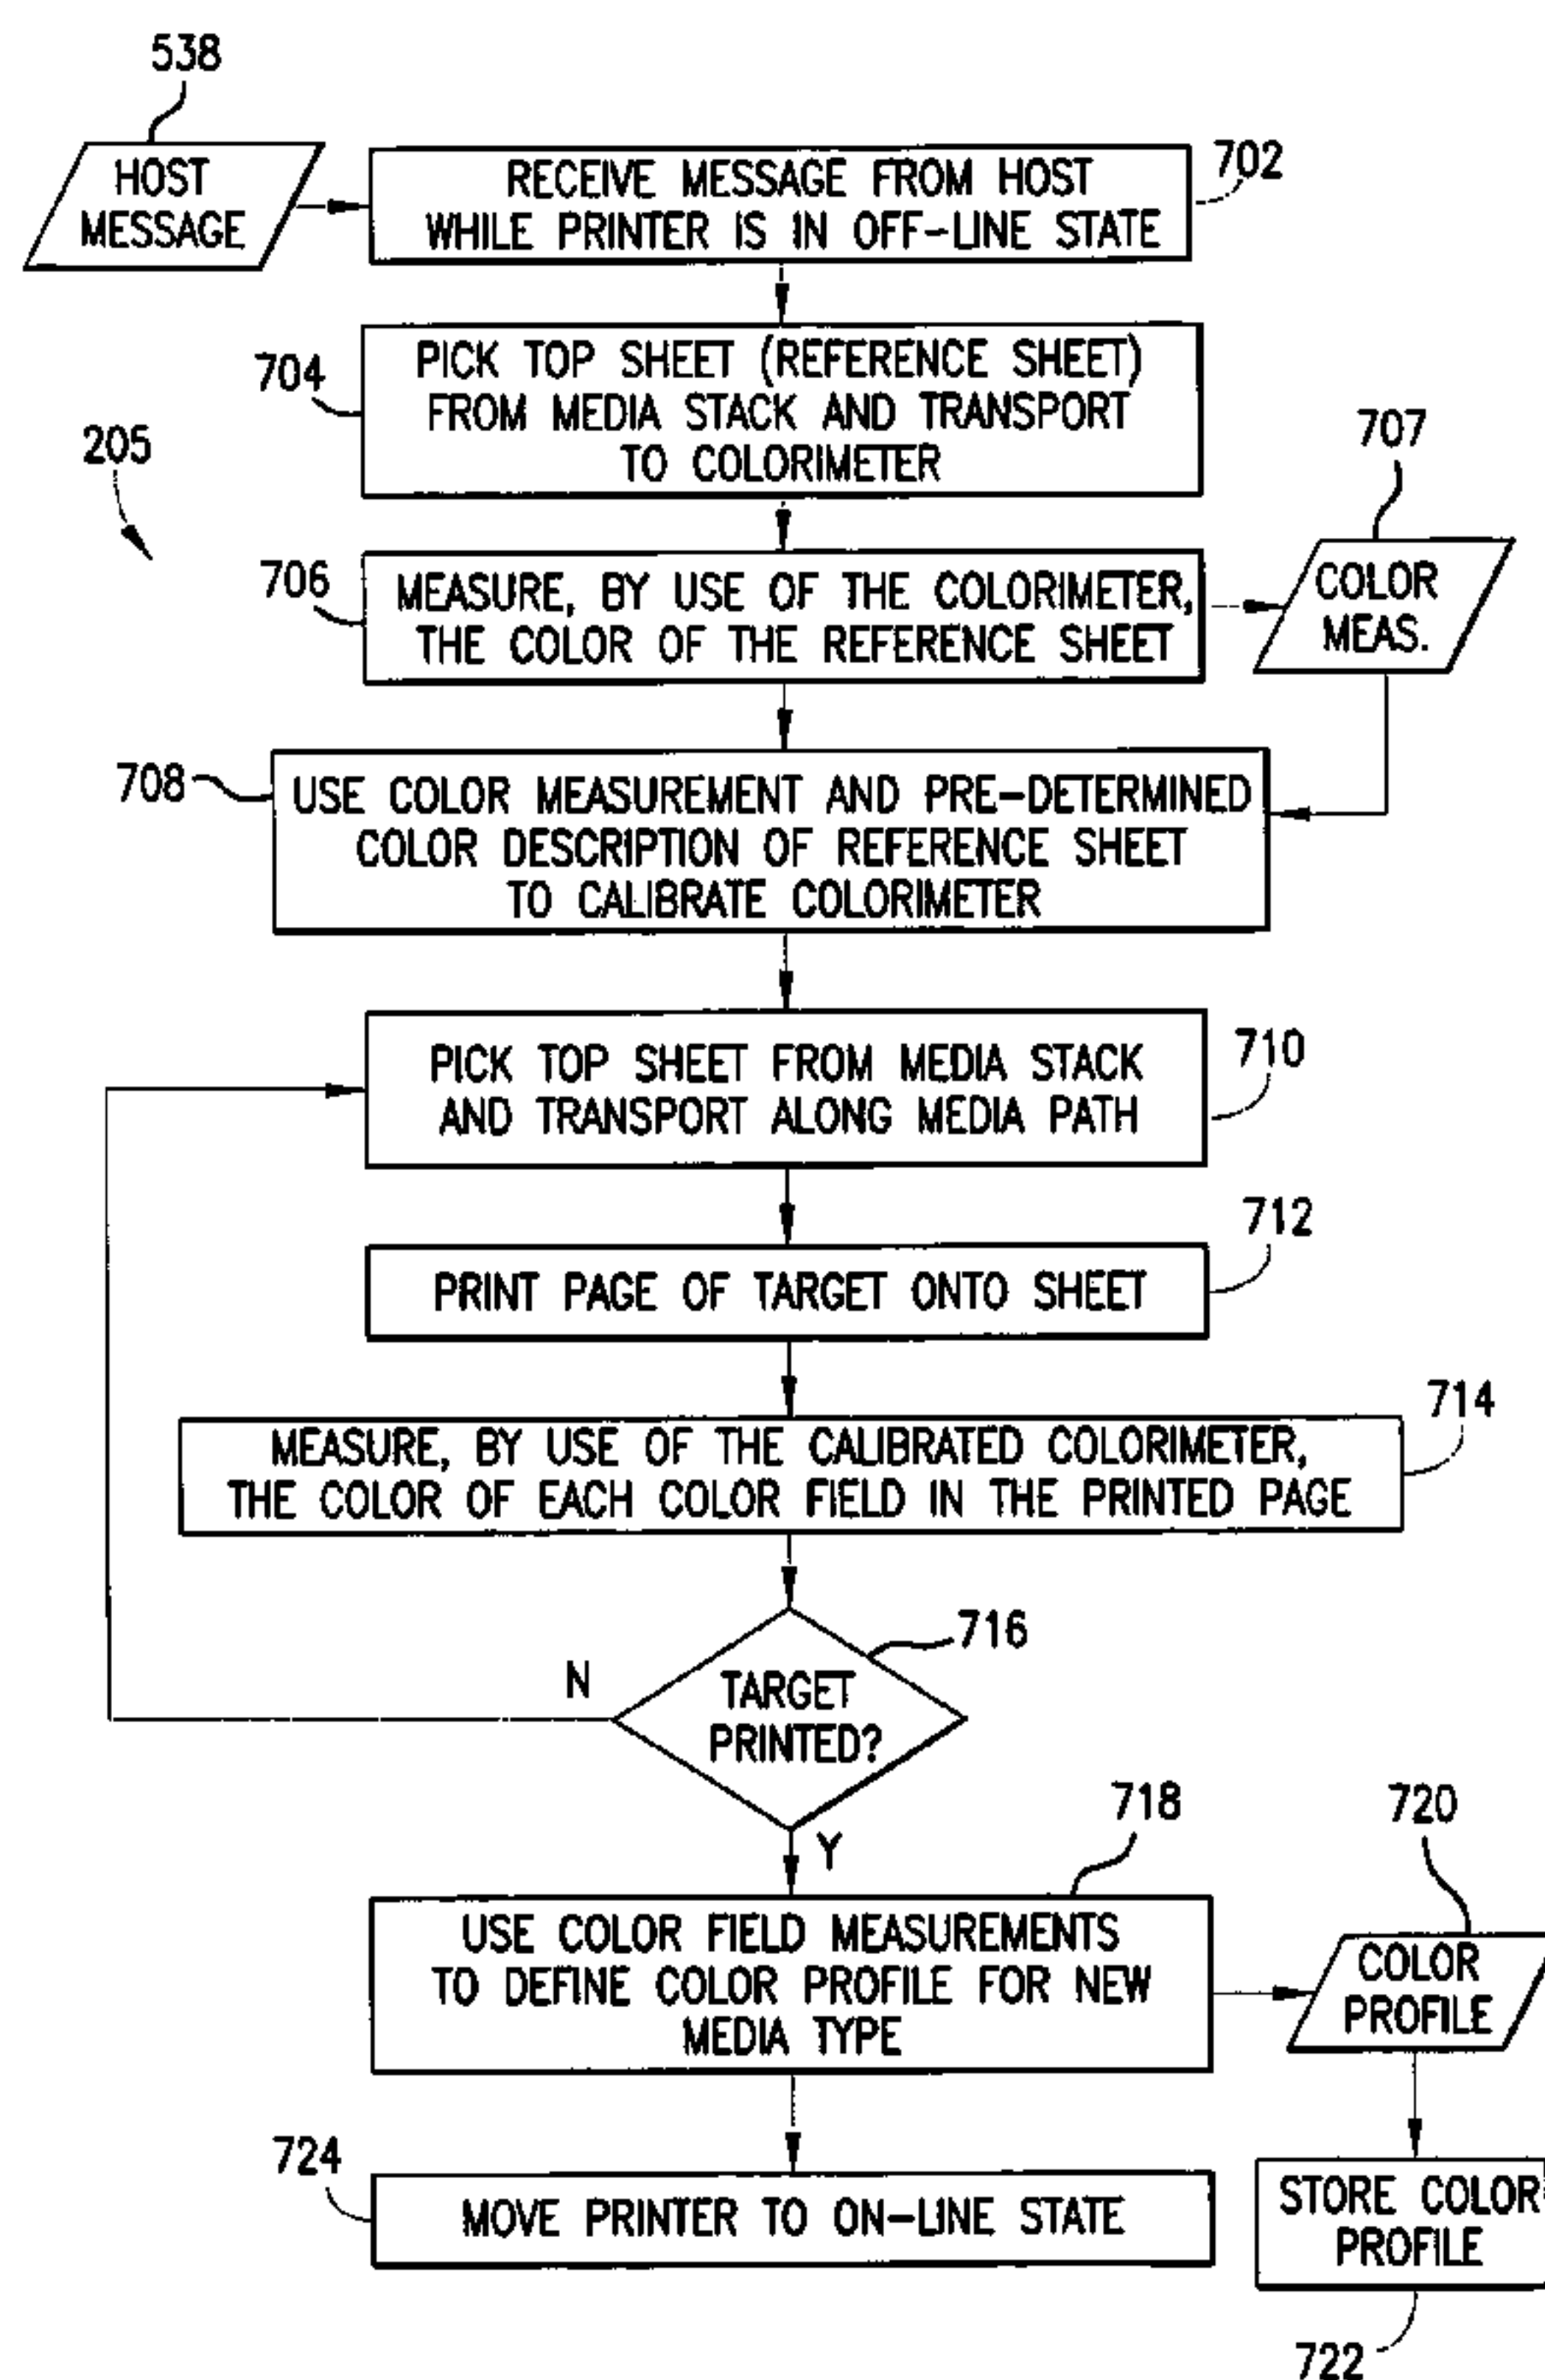 538
HOST
MESSAGE
RECEIVE MESSAGE FROM HOST
WHILE PRINTER IS IN OFF-LINE STATE
702
PICK TOP SHEET (REFERENCE SHEET)
FROM MEDIA STACK AND TRANSPORT
TO COLORIMETER
704
205
707
706
MEASURE, BY USE OF THE COLORIMETER,
THE COLOR OF THE REFERENCE SHEET
COLOR
MEAS.
708
USE COLOR MEASUREMENT AND PRE-DETERMINED
COLOR DESCRIPTION OF REFERENCE SHEET
TO CALIBRATE COLORIMETER
PICK TOP SHEET FROM MEDIA STACK
AND TRANSPORT ALONG MEDIA PATH
710
712
PRINT PAGE OF TARGET ONTO SHEET
714
MEASURE, BY USE OF THE CALIBRATED COLORIMETER,
THE COLOR OF EACH COLOR FIELD IN THE PRINTED PAGE
716
N
TARGET
PRINTED?
Y
718
720
USE COLOR FIELD MEASUREMENTS
TO DEFINE COLOR PROFILE FOR NEW
MEDIA TYPE
COLOR
PROFILE
724
MOVE PRINTER TO ON-LINE STATE
STORE COLOR
PROFILE
722